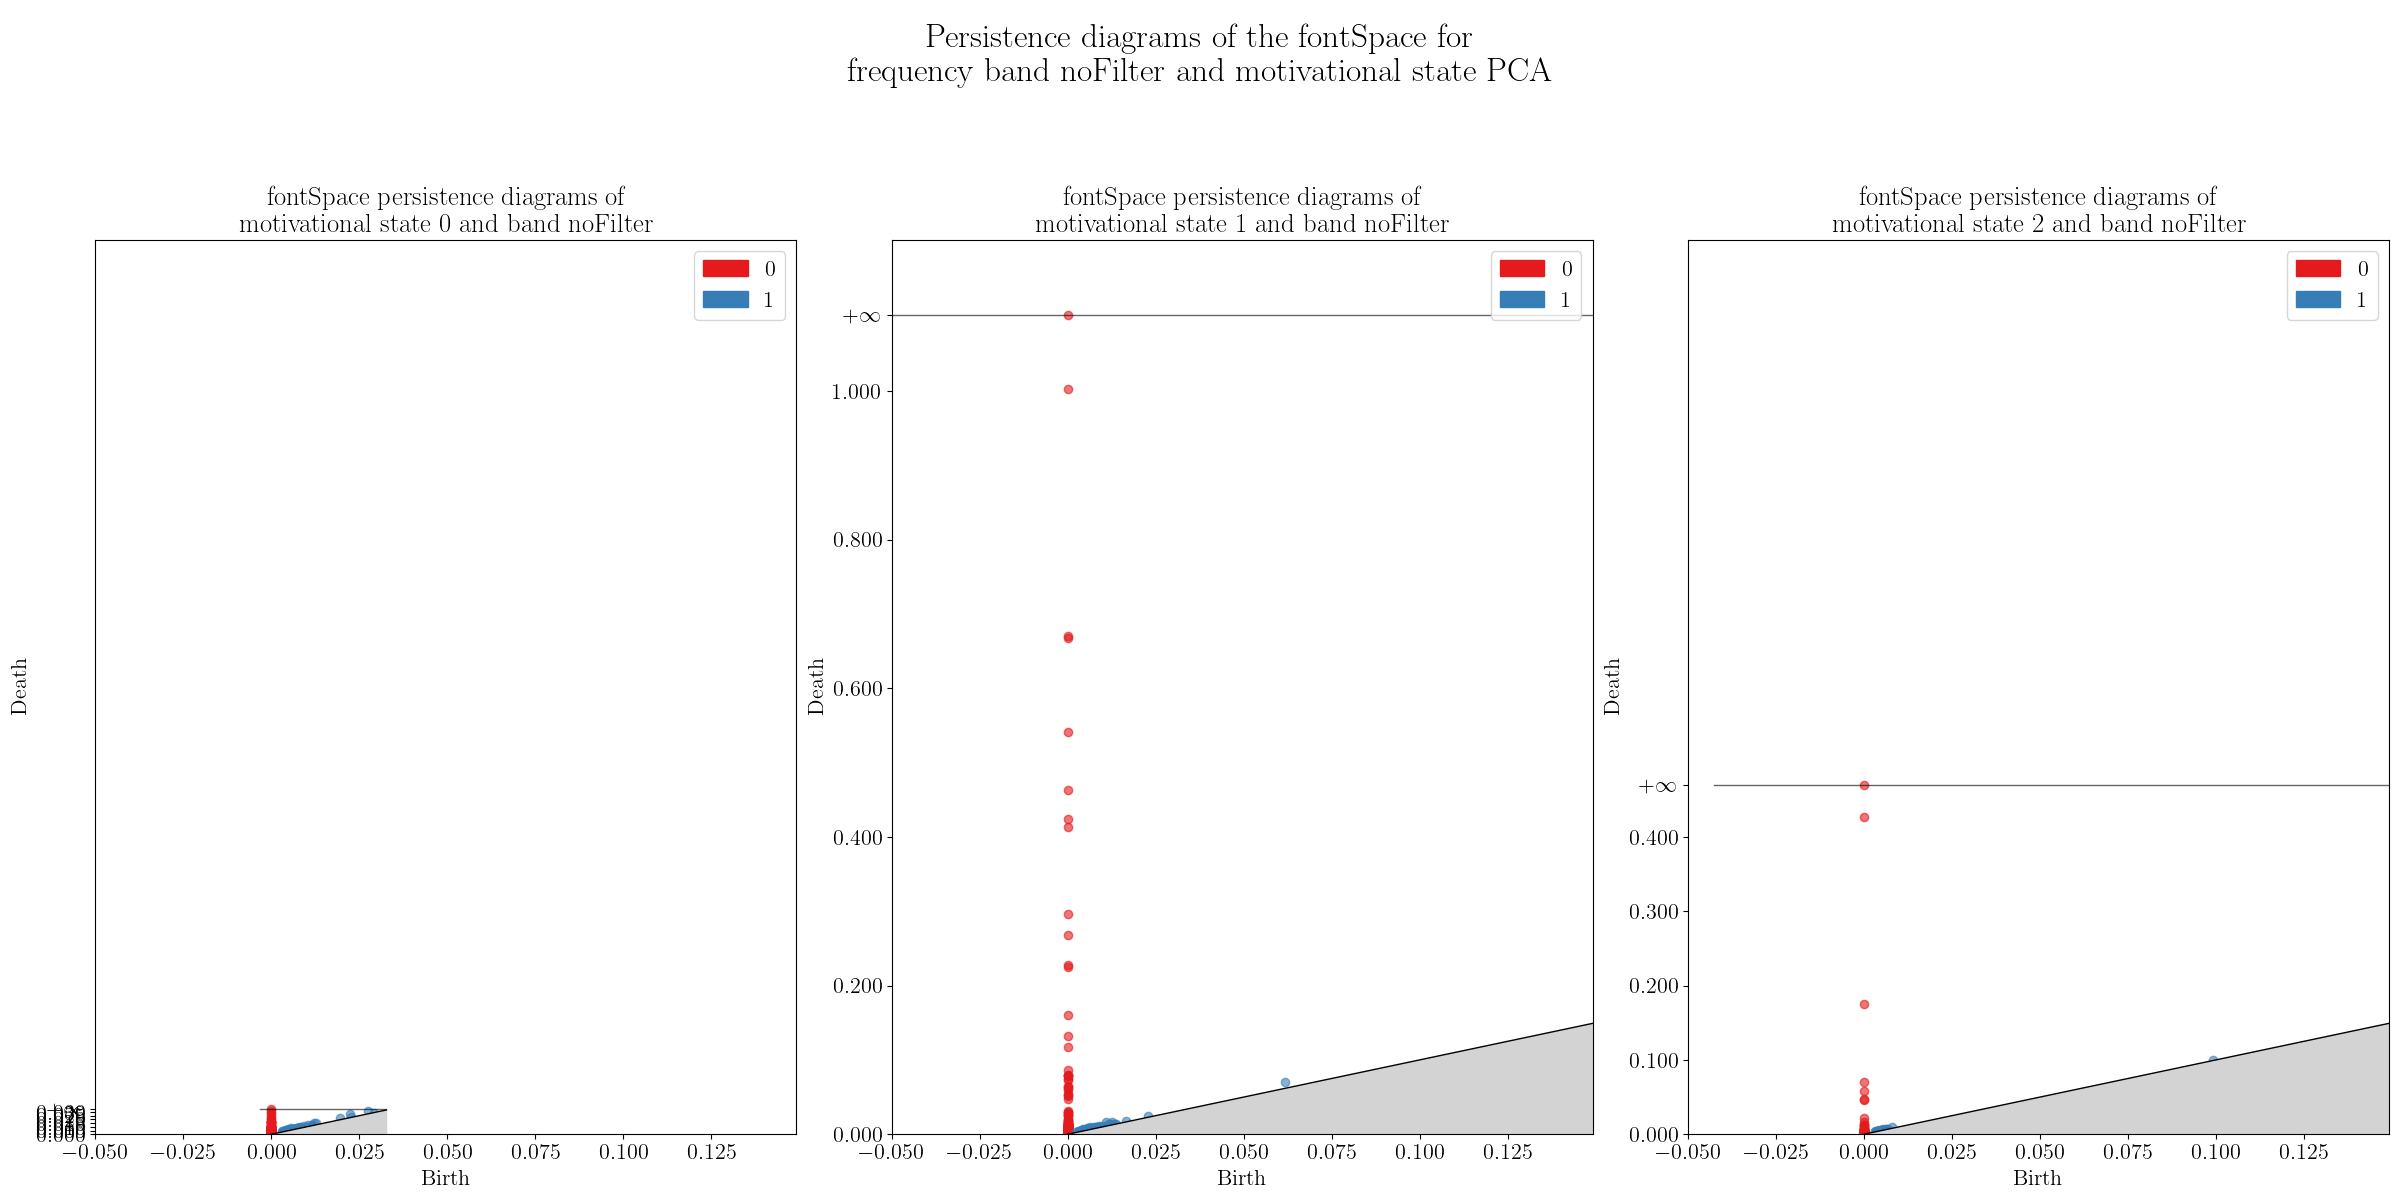 Persistence diagrams of the fontSpace for
frequency band noFilter and motivational state PCA
fontSpace persistence diagrams of
motivational state 0 and band noFilter
0
1
Death
0.000
−0.050 −0.025 0.000 0.025 0.050 0.075 0.100 0.125
Birth
fontSpace persistence diagrams of
motivational state 1 and band noFilter
0
1
+∞
1.000
0.800
0.600
0.400
0.200
0.000
Death
−0.050 −0.025 0.000 0.025 0.050 0.075 0.100 0.125
Birth
fontSpace persistence diagrams of
motivational state 2 and band noFilter
0
1
+∞
0.400
0.300
0.200
0.100
0.000
Death
−0.050 −0.025 0.000 0.025 0.050 0.075 0.100 0.125
Birth